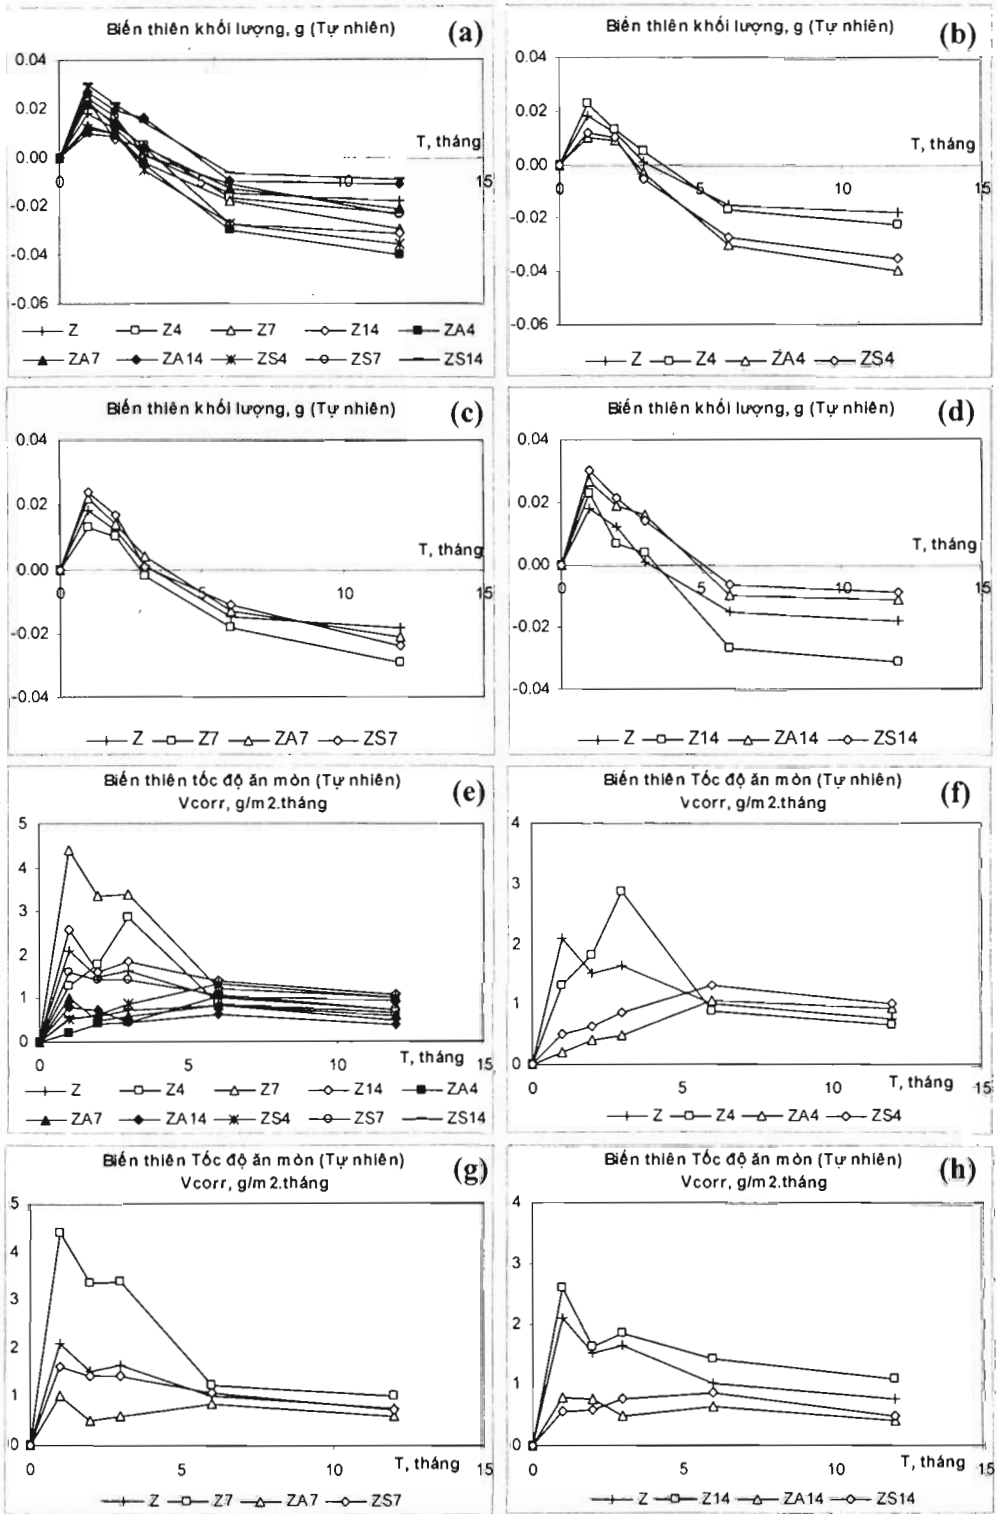 Biến thiên khối lượng, g (Tự nhiên) (a)
0.04
0.02
0.00
-0.02
-0.04
-0.06
0 5 10 15
T, tháng
Z Z4 Z7 Z14 ZA4
ZA7 ZA14 ZS4 ZS7 ZS14
Biến thiên khối lượng, g (Tự nhiên) (b)
0.04
0.02
0.00
-0.02
-0.04
-0.06
0 5 10 15
T, tháng
Z Z4 ZA4 ZS4
Biến thiên khối lượng, g (Tự nhiên) (c)
0.04
0.02
0.00
-0.02
-0.04
0 5 10 15
T, tháng
Z Z7 ZA7 ZS7
Biến thiên khối lượng, g (Tự nhiên) (d)
0.04
0.02
0.00
-0.02
-0.04
0 5 10 15
T, tháng
Z Z14 ZA14 ZS14
Biến thiên tốc độ ăn mòn (Tự nhiên) (e)
Vcorr, g/m2.tháng
5
4
3
2
1
0
0 5 10 15
T, tháng
Z Z4 Z7 Z14 ZA4
ZA7 ZA14 ZS4 ZS7 ZS14
Biến thiên Tốc độ ăn mòn (Tự nhiên) (f)
Vcorr, g/m2.tháng
4
3
2
1
0
0 5 10 15
T, tháng
Z Z4 ZA4 ZS4
Biến thiên Tốc độ ăn mòn (Tự nhiên) (g)
Vcorr, g/m2.tháng
5
4
3
2
1
0
0 5 10 15
T, tháng
Z Z7 ZA7 ZS7
Biến thiên Tốc độ ăn mòn (Tự nhiên) (h)
Vcorr, g/m2.tháng
4
3
2
1
0
0 5 10 15
T, tháng
Z Z14 ZA14 ZS14